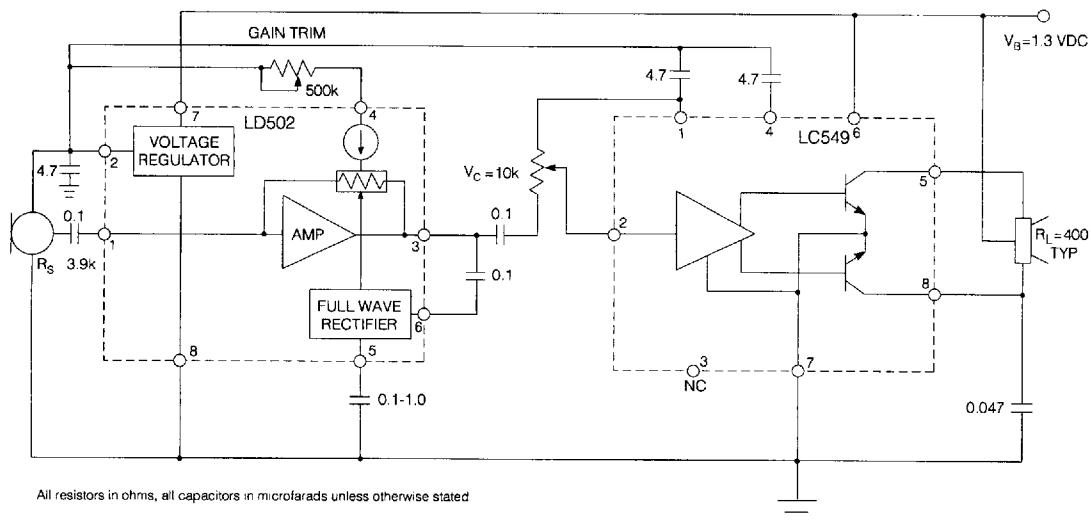 V_B=1.3 VDC
GAIN TRIM
500k
4.7
4.7
7
LD502
4
1
4
6
LC549
VOLTAGE
REGULATOR
2
4.7
V_C = 10k
5
0.1
0.1
2
R_L=400
TYP
AMP
1
3
R_S
3.9k
0.1
FULL WAVE
RECTIFIER
6
8
8
5
3
NC
7
0.1-1.0
0.047
All resistors in ohms, all capacitors in microfarads unless otherwise stated